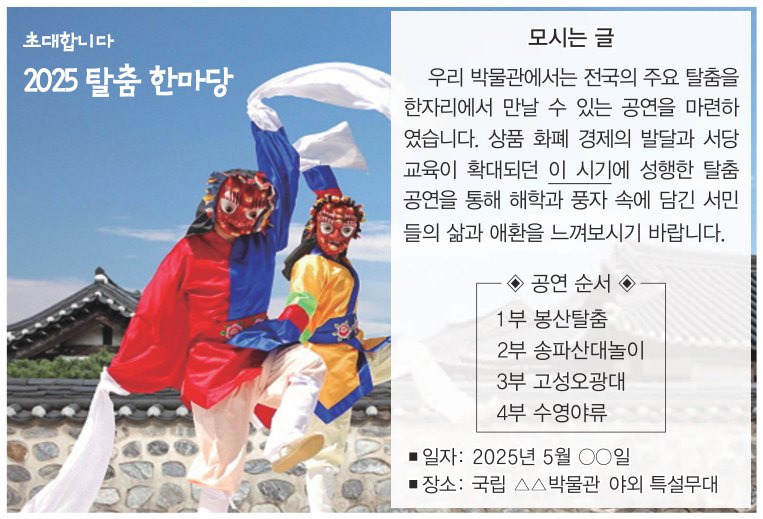 초대합니다
2025 탈춤 한마당
모시는 글
우리 박물관에서는 전국의 주요 탈춤을
한자리에서 만날 수 있는 공연을 마련하
였습니다. 상품 화폐 경제의 발달과 서당
교육이 확대되던 이 시기에 성행한 탈춤
공연을 통해 해학과 풍자 속에 담긴 서민
들의 삶과 애환을 느껴보시기 바랍니다.
◈ 공연 순서 ◈
1부 봉산탈춤
2부 송파산대놀이
3부 고성오광대
4부 수영야류
■ 일자: 2025년 5월 ○○일
■ 장소: 국립 △△박물관 야외 특설무대